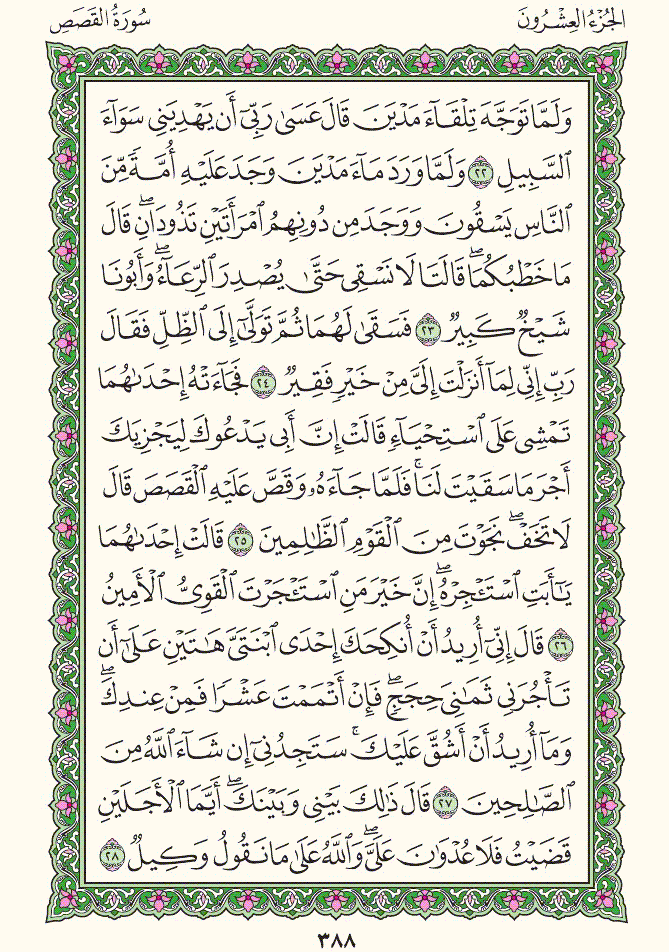 الجُزْءُ العِشْرُونَ
سُورَةُ القَصَصِ
وَلَمَّا تَوَجَّهَ تِلْقَآءَ مَدْيَنَ قَالَ عَسَىٰ رَبِّىٓ أَن يَهْدِيَنِى سَوَآءَ
ٱلسَّبِيلِ ٢٢ وَلَمَّا وَرَدَ مَآءَ مَدْيَنَ وَجَدَ عَلَيْهِ أُمَّةً مِّنَ
ٱلنَّاسِ يَسْقُونَ وَوَجَدَ مِن دُونِهِمُ ٱمْرَأَتَيْنِ تَذُودَانِۖ قَالَ
مَا خَطْبُكُمَاۖ قَالَتَا لَا نَسْقِى حَتَّىٰ يُصْدِرَ ٱلرِّعَآءُۖ وَأَبُونَا
شَيْخٌ كَبِيرٌ ٢٣ فَسَقَىٰ لَهُمَا ثُمَّ تَوَلَّىٰٓ إِلَى ٱلظِّلِّ فَقَالَ
رَبِّ إِنِّى لِمَآ أَنزَلْتَ إِلَىَّ مِنْ خَيْرٍ فَقِيرٌ ٢٤ فَجَآءَتْهُ إِحْدَىٰهُمَا
تَمْشِى عَلَى ٱسْتِحْيَآءٍ قَالَتْ إِنَّ أَبِى يَدْعُوكَ لِيَجْزِيَكَ
أَجْرَ مَا سَقَيْتَ لَنَاۚ فَلَمَّا جَآءَهُۥ وَقَصَّ عَلَيْهِ ٱلْقَصَصَ قَالَ
لَا تَخَفْۖ نَجَوْتَ مِنَ ٱلْقَوْمِ ٱلظَّٰلِمِينَ ٢٥ قَالَتْ إِحْدَىٰهُمَا
يَٰٓأَبَتِ ٱسْتَـْٔجِرْهُۖ إِنَّ خَيْرَ مَنِ ٱسْتَـْٔجَرْتَ ٱلْقَوِىُّ ٱلْأَمِينُ
٢٦ قَالَ إِنِّىٓ أُرِيدُ أَنْ أُنكِحَكَ إِحْدَى ٱبْنَتَىَّ هَٰتَيْنِ عَلَىٰٓ أَن
تَأْجُرَنِى ثَمَٰنِىَ حِجَجٍۖ فَإِنْ أَتْمَمْتَ عَشْرًا فَمِنْ عِندِكَۖ
وَمَآ أُرِيدُ أَنْ أَشُقَّ عَلَيْكَۚ سَتَجِدُنِىٓ إِن شَآءَ ٱللَّهُ مِنَ
ٱلصَّٰلِحِينَ ٢٧ قَالَ ذَٰلِكَ بَيْنِى وَبَيْنَكَۖ أَيَّمَا ٱلْأَجَلَيْنِ
قَضَيْتُ فَلَا عُدْوَٰنَ عَلَىَّۖ وَٱللَّهُ عَلَىٰ مَا نَقُولُ وَكِيلٌ ٢٨
٣٨٨